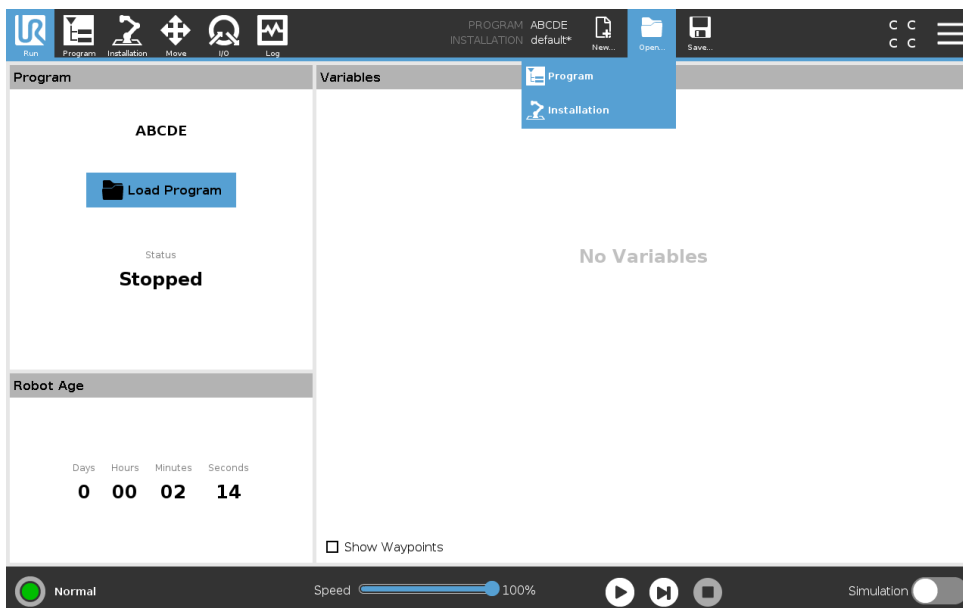 UR
Run
Program
Installation
Move
I/O
Log
PROGRAM ABCDE
INSTALLATION default*
New...
Open...
Save...
C C
C C
Program
Installation
Program
ABCDE
Load Program
Status
Stopped
Variables
No Variables
Show Waypoints
Robot Age
Days Hours Minutes Seconds
0 00 02 14
Normal
Speed 100%
Simulation